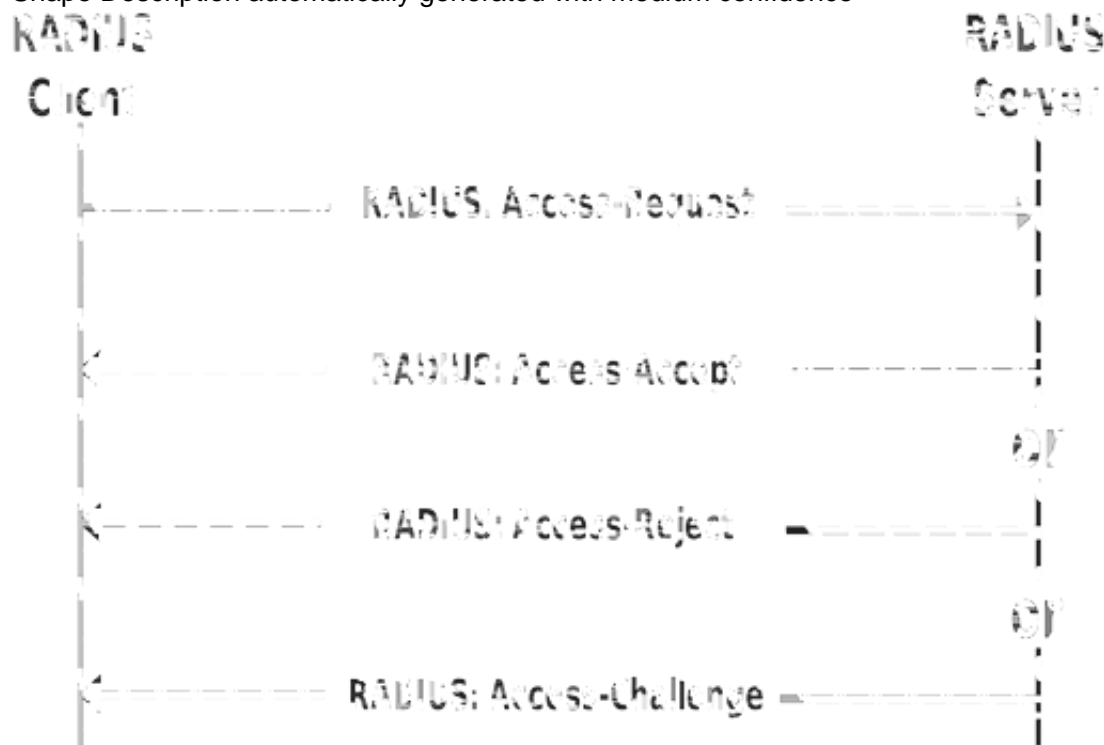 Shape Description automatically generated with medium confidence
RADIUS
Client
RADIUS
Server
RADIUS: Access-Request
RADIUS: Access-Accept
or
RADIUS: Access-Reject
or
RADIUS: Access-Challenge